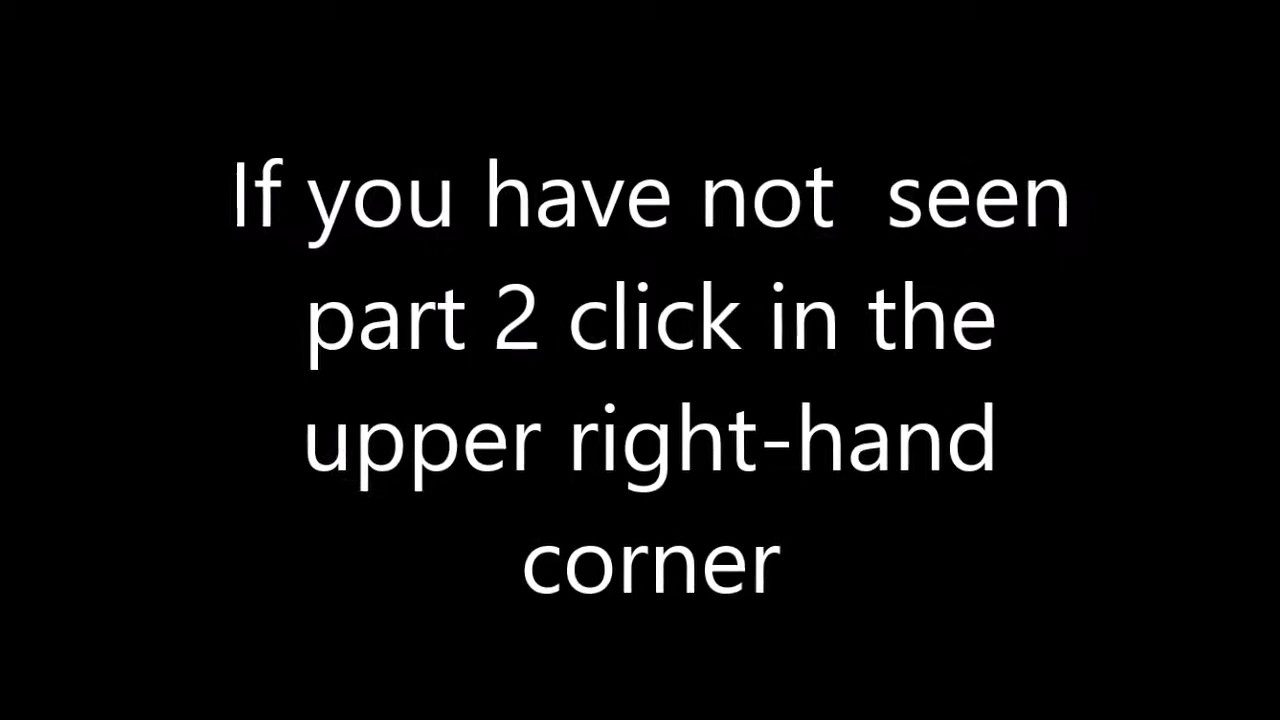 If you have not  seen
part 2 click in the
upper right-hand
corner